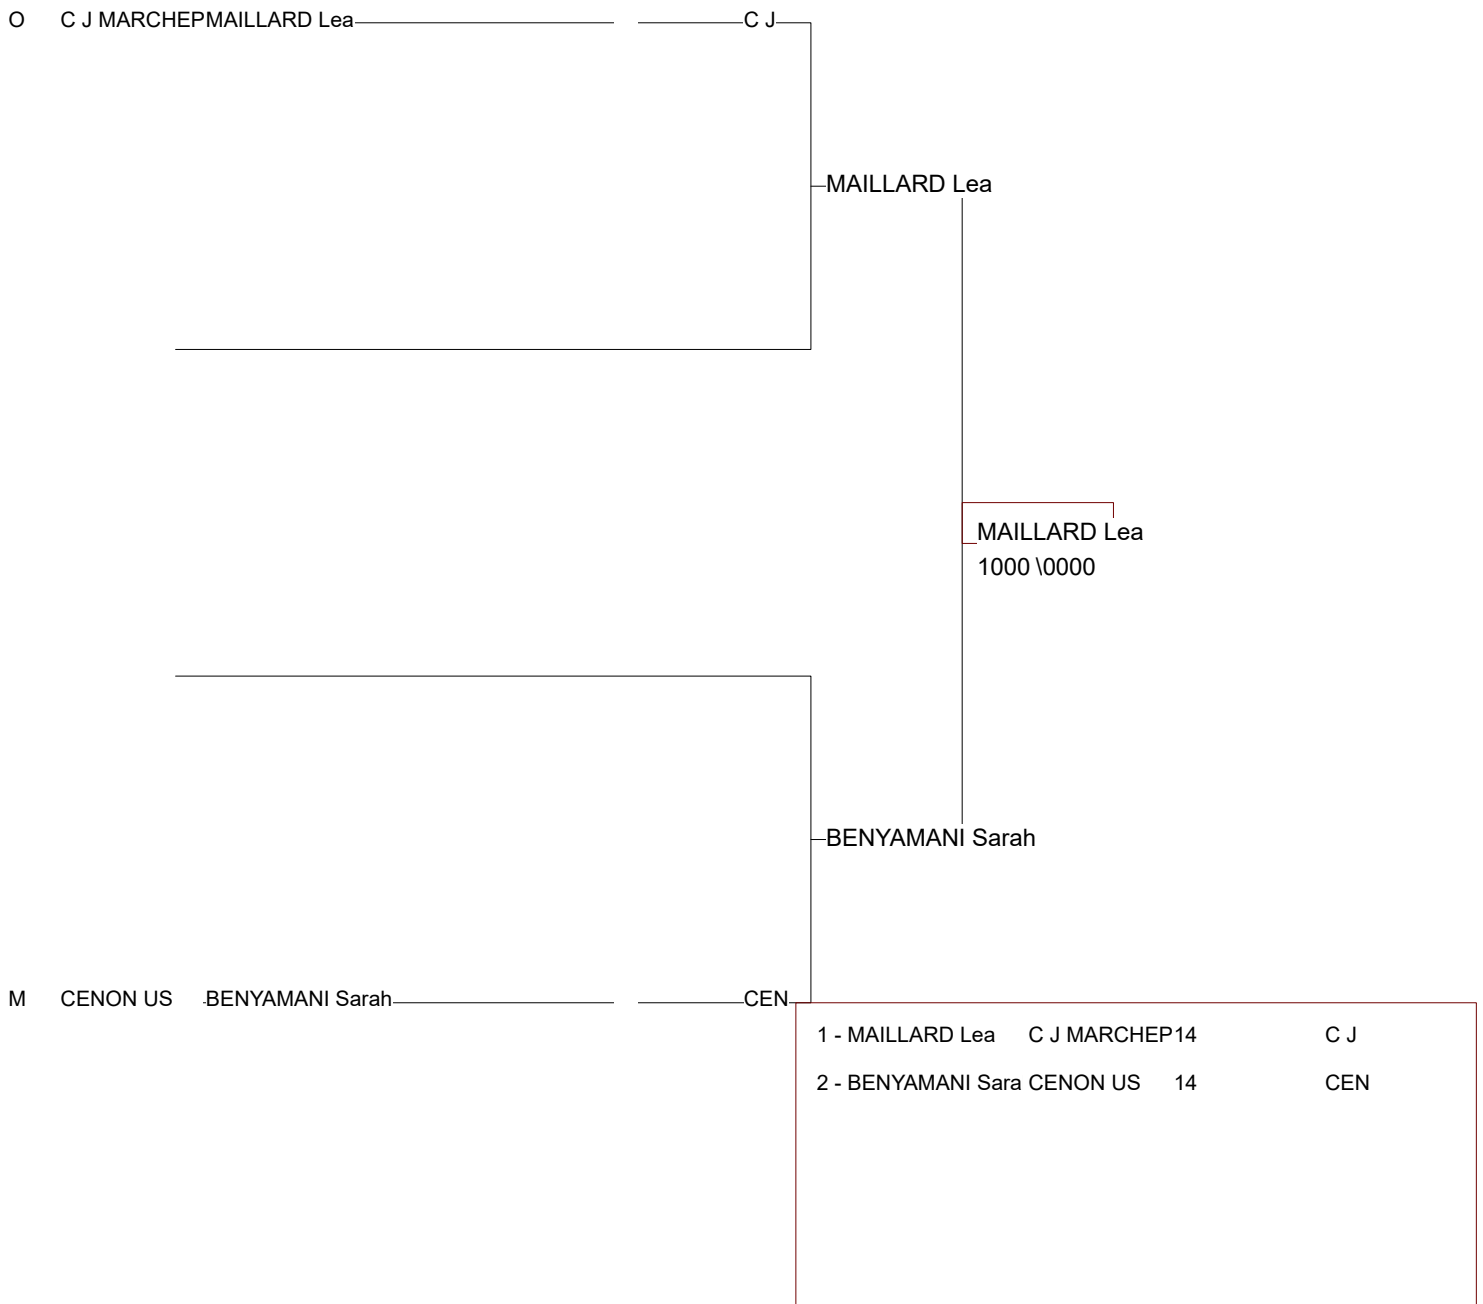 O C J MARCHEPMAILLARD Lea C J
MAILLARD Lea
MAILLARD Lea
1000 \0000
BENYAMANI Sarah
M CENON US BENYAMANI Sarah CEN
1 - MAILLARD Lea C J MARCHEP14 C J
2 - BENYAMANI Sara CENON US 14 CEN